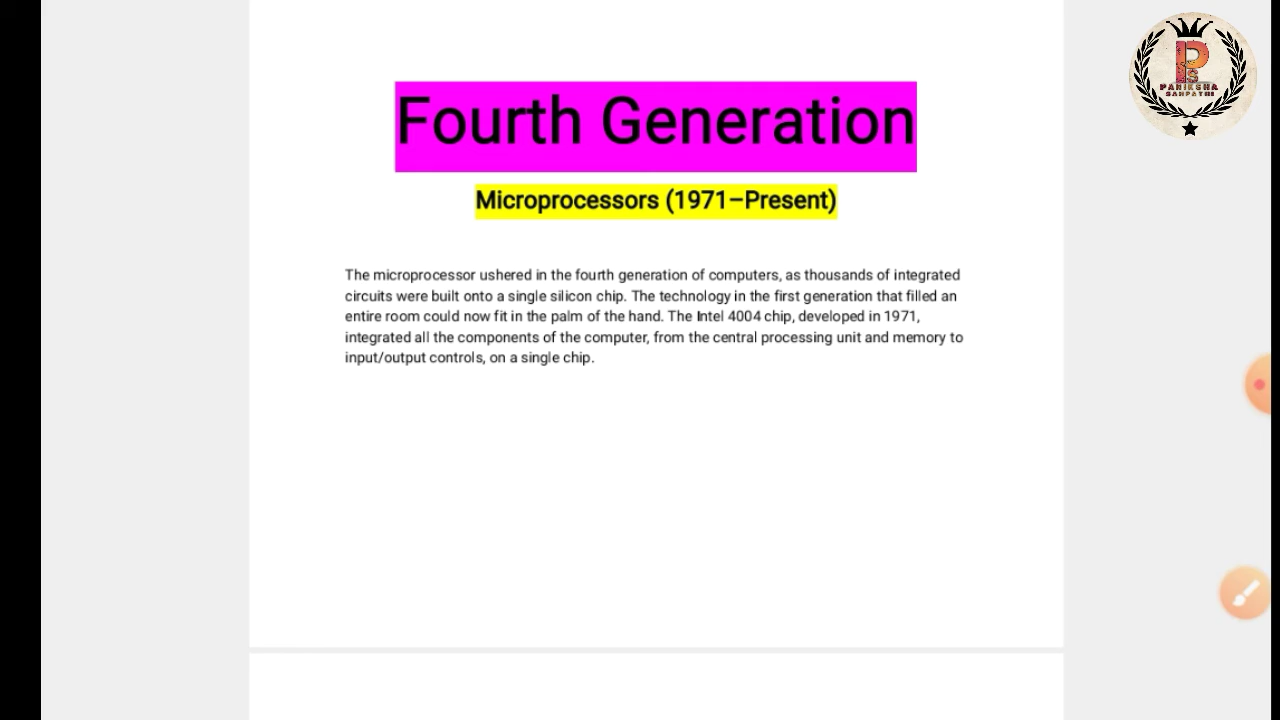 Fourth Generation
Microprocessors (1971–Present)
The microprocessor ushered in the fourth generation of computers, as thousands of integrated
circuits were built onto a single silicon chip. The technology in the first generation that filled an
entire room could now fit in the palm of the hand. The Intel 4004 chip, developed in 1971,
integrated all the components of the computer, from the central processing unit and memory to
input/output controls, on a single chip.
PS
PARIKSHA
SANPATHI